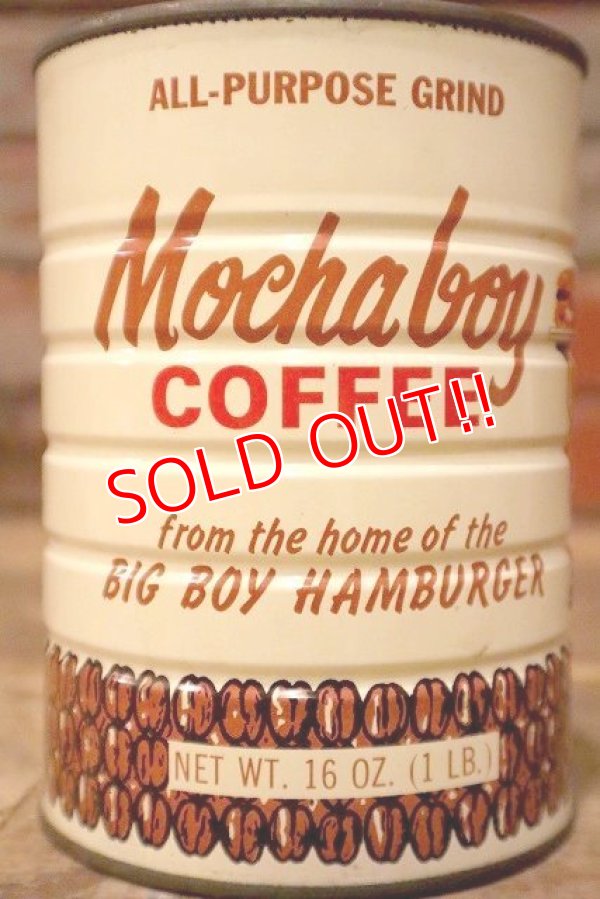 ALL-PURPOSE GRIND
Mochaboy
COFFEE
SOLD OUT!!
from the home of the
BIG BOY HAMBURGER
NET WT. 16 OZ. (1 LB.)